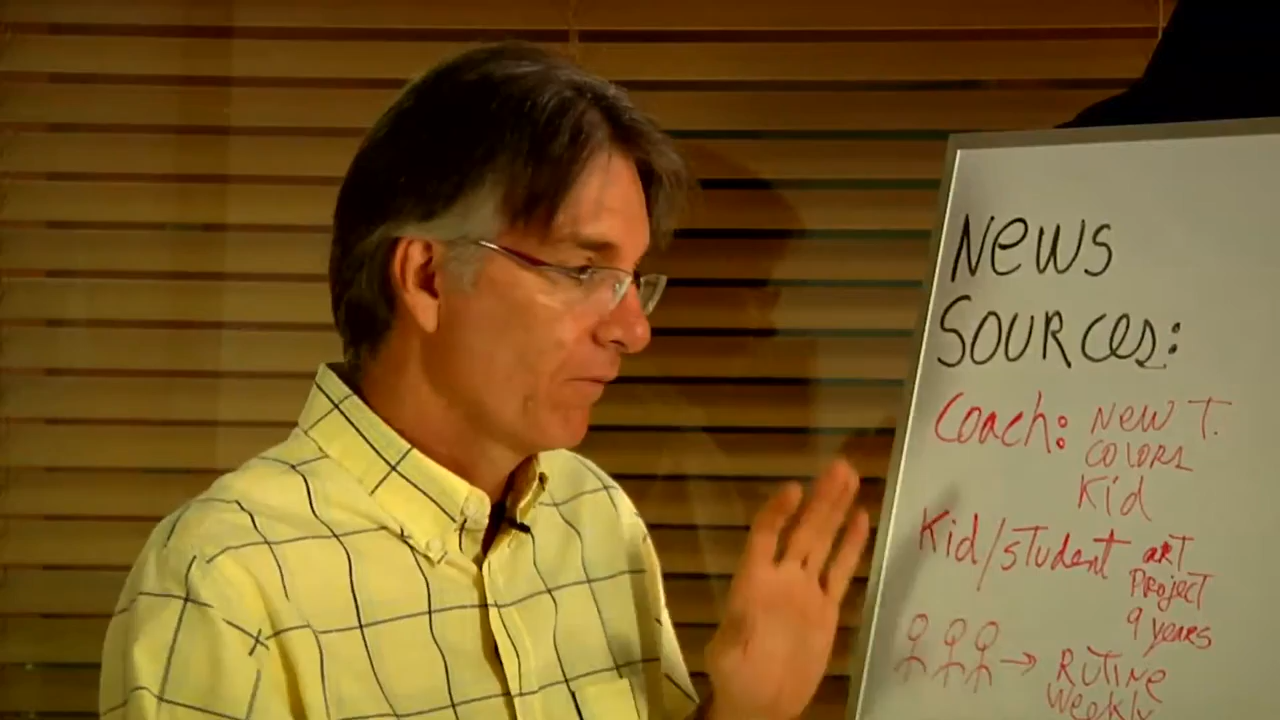 News
Sources:
Coach: New T.
Colors
Kid
Kid/student art
Project
9 years
Rutine
Weekly